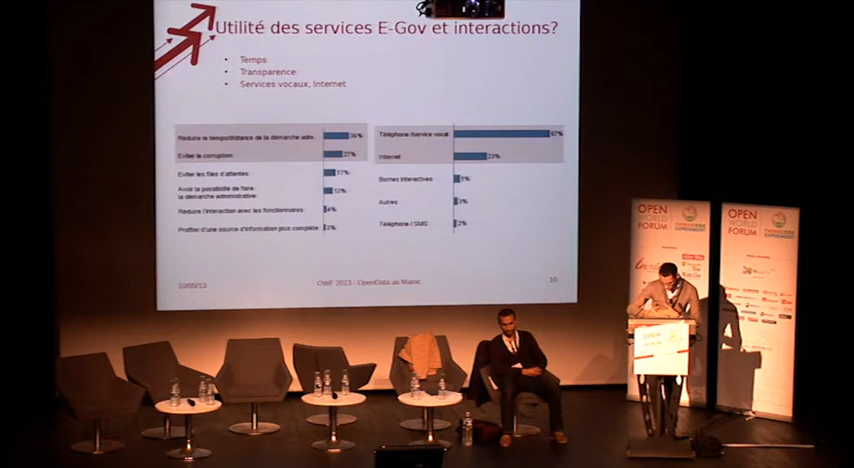 Utilité des services E-Gov et interactions?
• Temps
• Transparence
• Services vocaux, Internet
Réduire le temps/distance de la démarche adm. 36%
Eviter la corruption 27%
Eviter les files d'attentes 17%
Avoir la possibilité de faire
la démarche administrative 13%
Réduire l'interaction avec les fonctionnaires 4%
Profiter d'une source d'information plus complete 3%
Téléphone/service vocal 67%
Internet 23%
Bornes interactives 5%
Autres 3%
Téléphone / SMS 2%
10/05/13
OWF 2013 - OpenData au Maroc
10
OPEN
WORLD
FORUM
OPEN
WORLD
FORUM